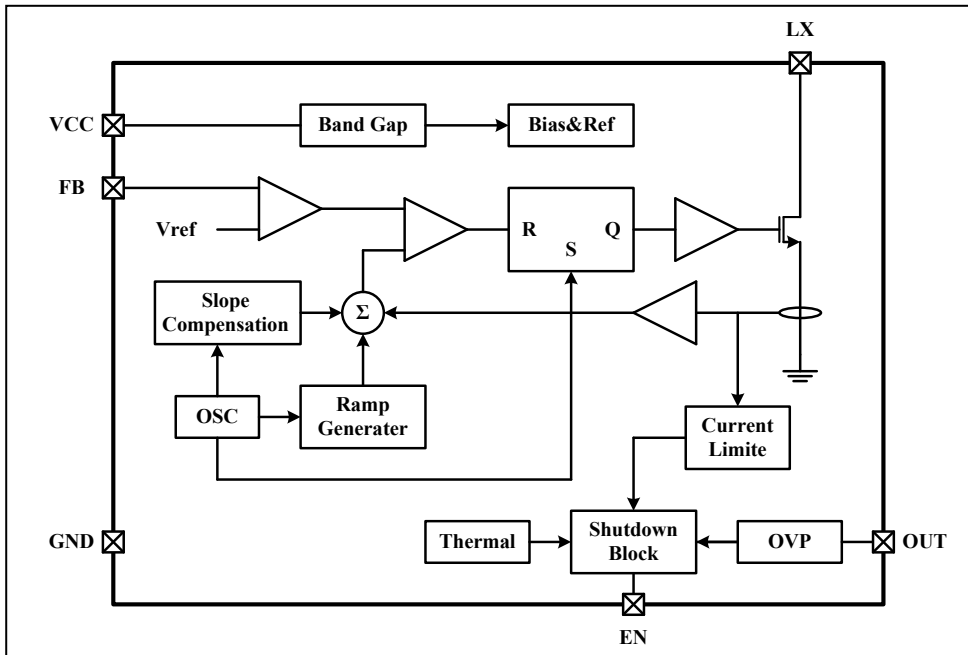 LX
VCC
Band Gap
Bias&Ref
FB
Vref
R
Q
S
Slope
Compensation
Σ
OSC
Ramp
Generater
Current
Limite
GND
Thermal
Shutdown
Block
OVP
OUT
EN